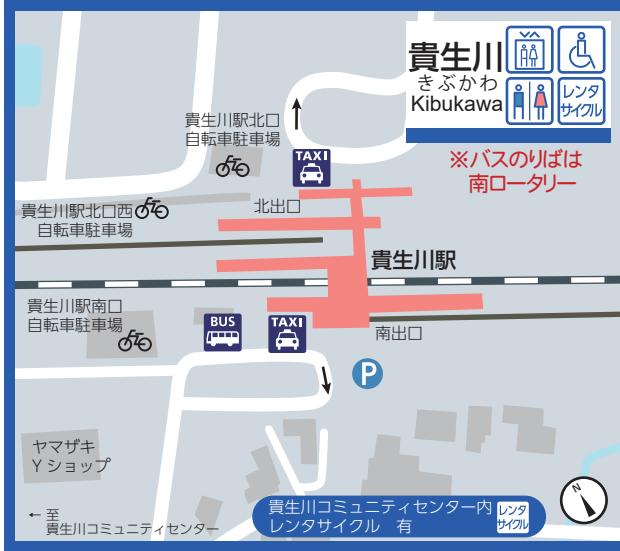 貴生川
きぶかわ
Kibukawa
レンタ
サイクル
※バスのりばは
南ロータリー
貴生川駅北口
自転車駐車場
TAXI
北出口
貴生川駅北口西
自転車駐車場
貴生川駅
貴生川駅南口
自転車駐車場
BUS
TAXI
南出口
P
ヤマザキ
Yショップ
← 至
貴生川コミュニティセンター
貴生川コミュニティセンター内
レンタサイクル 有
レンタ
サイクル
N